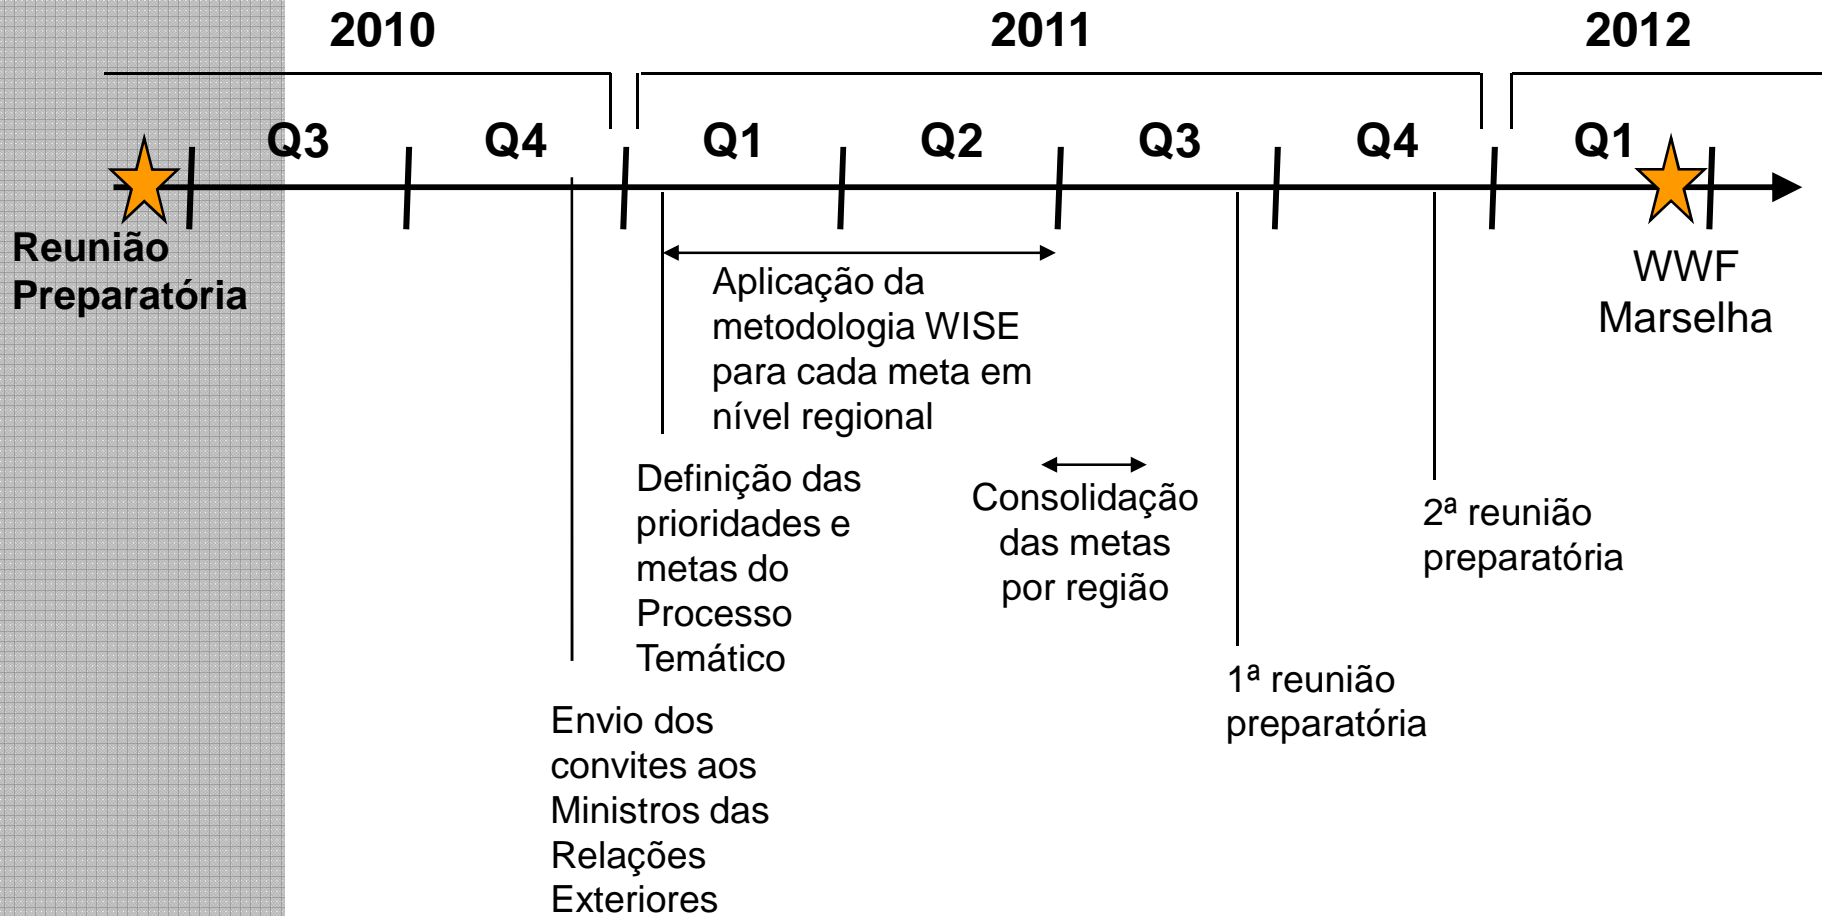 2010 2011 2012
Q3 Q4 Q1 Q2 Q3 Q4 Q1
Reunião
Preparatória
Aplicação da
metodologia WISE
para cada meta em
nível regional
WWF
Marselha
Definição das
prioridades e
metas do
Processo
Temático
Consolidação
das metas
por região
2ª reunião
preparatória
1ª reunião
preparatória
Envio dos
convites aos
Ministros das
Relações
Exteriores